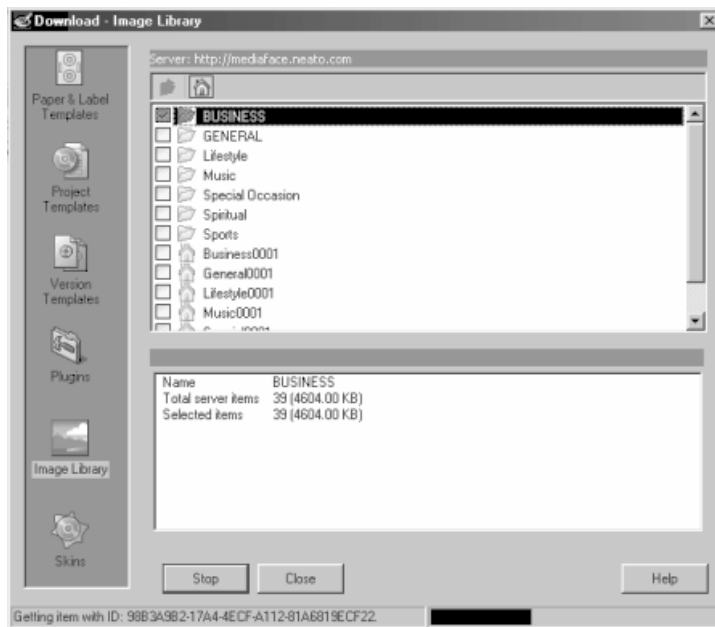 Download - Image Library
Server: http://mediaface.neato.com
Paper & Label
Templates
Project
Templates
Version
Templates
Plugins
Image Library
Skins
BUSINESS
GENERAL
Lifestyle
Music
Special Occasion
Spiritual
Sports
Business0001
General0001
Lifestyle0001
Music0001
Name BUSINESS
Total server items 39 (4604.00 KB)
Selected items 39 (4604.00 KB)
Stop
Close
Help
Getting item with ID: 98B3A9B2-17A4-4ECF-A112-81A6819ECF22.